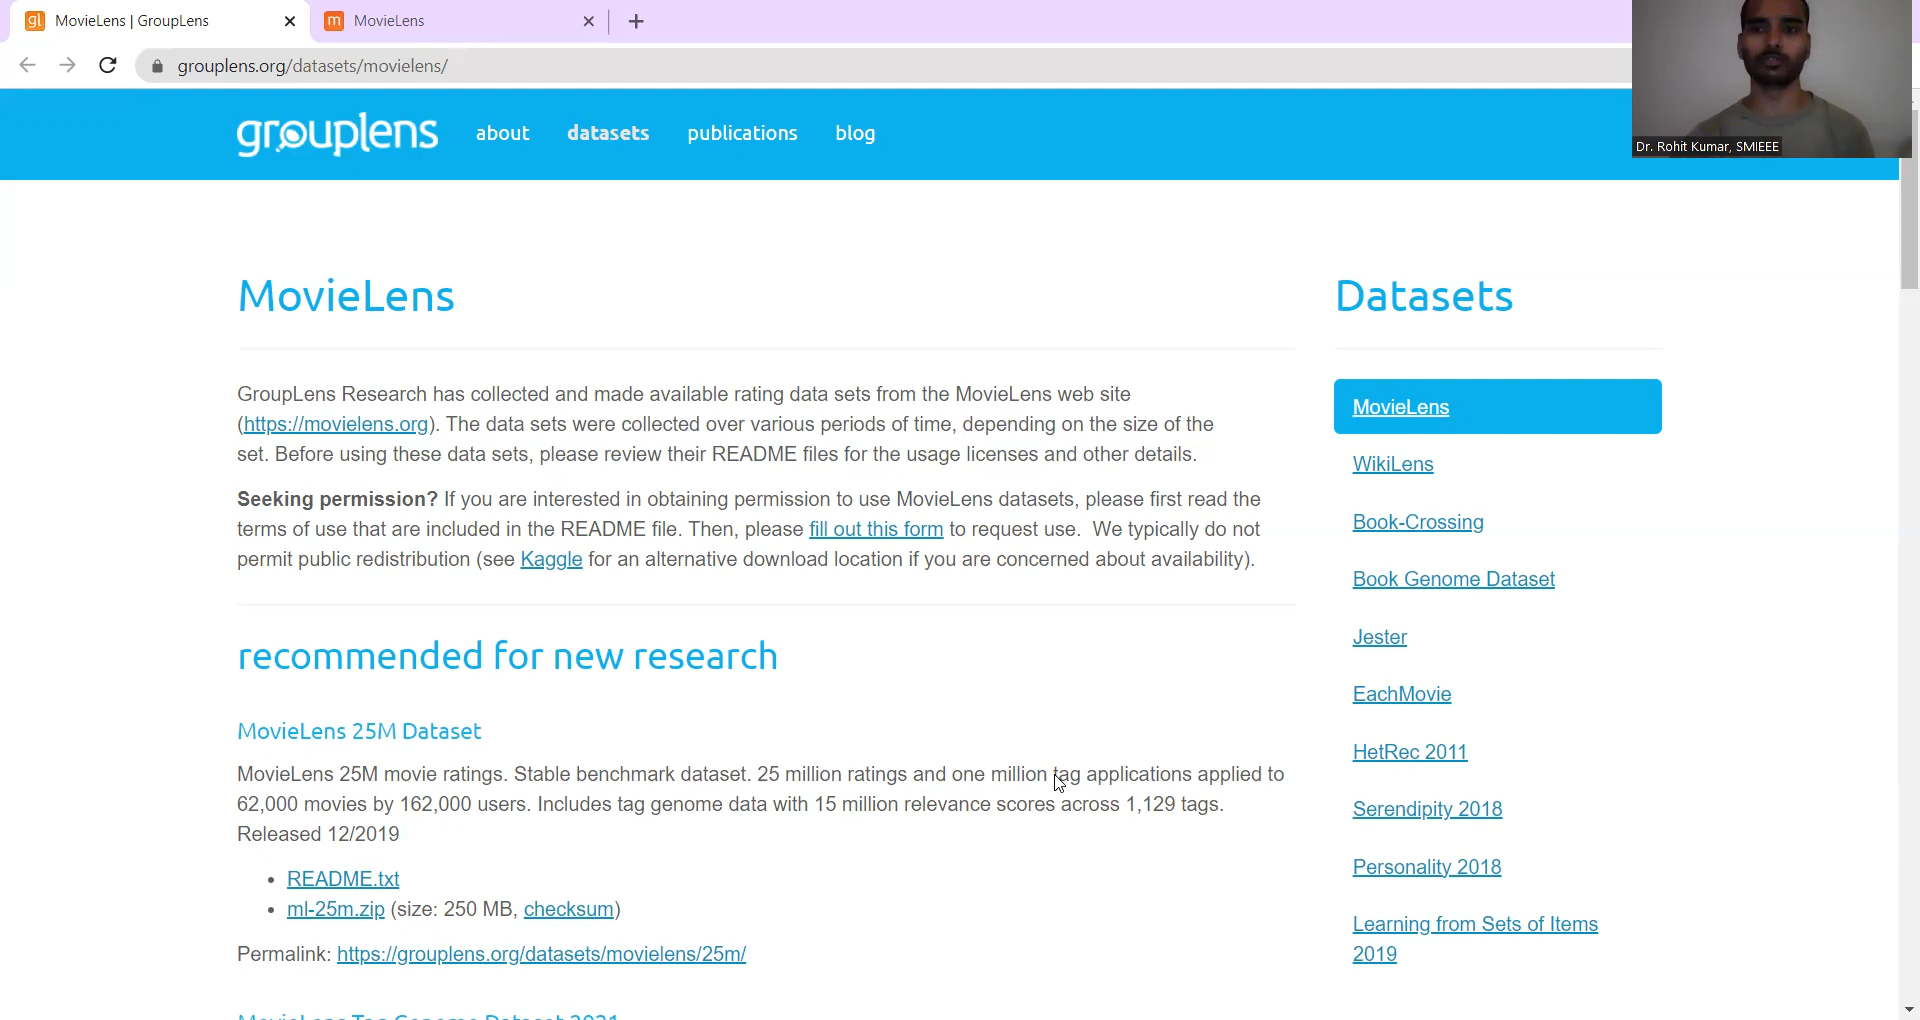 MovieLens | GroupLens
MovieLens
grouplens.org/datasets/movielens/
grouplens
about
datasets
publications
blog
Dr. Rohit Kumar, SMIEEE
MovieLens
GroupLens Research has collected and made available rating data sets from the MovieLens web site
(https://movielens.org). The data sets were collected over various periods of time, depending on the size of the
set. Before using these data sets, please review their README files for the usage licenses and other details.
Seeking permission? If you are interested in obtaining permission to use MovieLens datasets, please first read the
terms of use that are included in the README file. Then, please fill out this form to request use. We typically do not
permit public redistribution (see Kaggle for an alternative download location if you are concerned about availability).
recommended for new research
MovieLens 25M Dataset
MovieLens 25M movie ratings. Stable benchmark dataset. 25 million ratings and one million tag applications applied to
62,000 movies by 162,000 users. Includes tag genome data with 15 million relevance scores across 1,129 tags.
Released 12/2019
• README.txt
• ml-25m.zip (size: 250 MB, checksum)
Permalink: https://grouplens.org/datasets/movielens/25m/
MovieLens Tag Genome Dataset 2021
Datasets
MovieLens
WikiLens
Book-Crossing
Book Genome Dataset
Jester
EachMovie
HetRec 2011
Serendipity 2018
Personality 2018
Learning from Sets of Items
2019